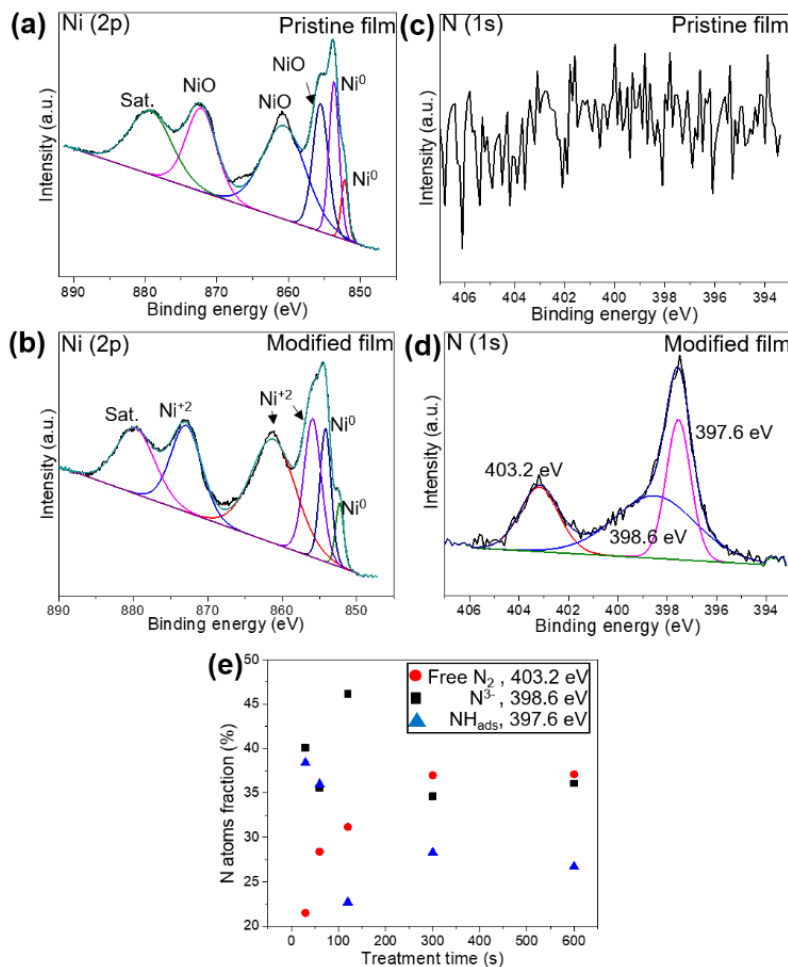 (a) Ni (2p) Pristine film
Sat.
NiO
NiO
NiO
Ni⁰
Ni⁰
Intensity (a.u.)
890 880 870 860 850
Binding energy (eV)
(c) N (1s) Pristine film
Intensity (a.u.)
406 404 402 400 398 396 394
Binding energy (eV)
(b) Ni (2p) Modified film
Sat.
Ni⁺²
Ni⁺²
Ni⁰
Ni⁰
Intensity (a.u.)
890 880 870 860 850
Binding energy (eV)
(d) N (1s) Modified film
403.2 eV
397.6 eV
398.6 eV
Intensity (a.u.)
406 404 402 400 398 396 394
Binding energy (eV)
(e)
Free N₂ , 403.2 eV
N³⁻, 398.6 eV
NHads, 397.6 eV
N atoms fraction (%)
50
45
40
35
30
25
20
0 100 200 300 400 500 600
Treatment time (s)